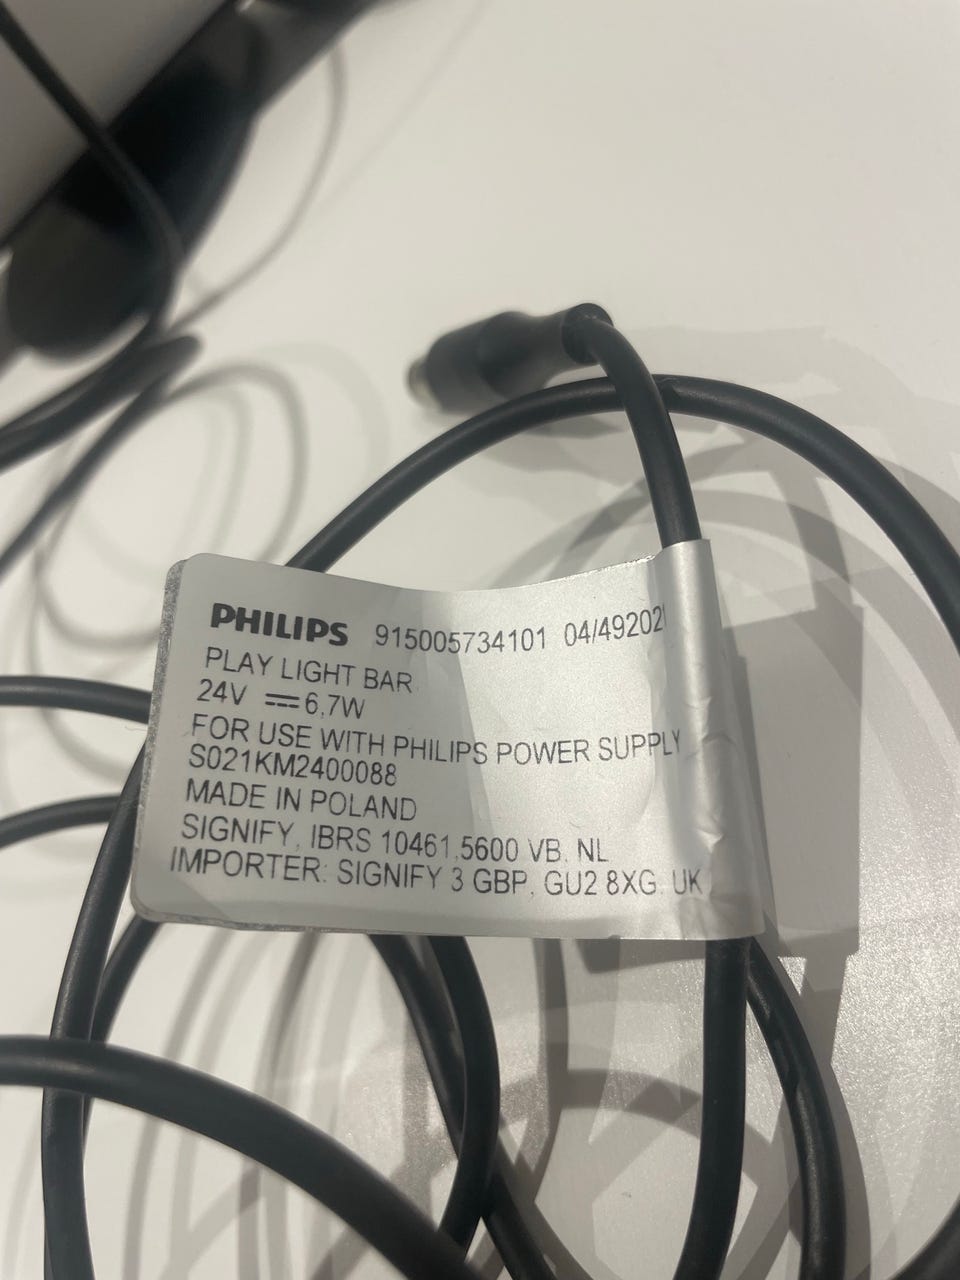 PHILIPS 915005734101 04/49202
PLAY LIGHT BAR
24V ⎓ 6,7W
FOR USE WITH PHILIPS POWER SUPPLY
S021KM2400088
MADE IN POLAND
SIGNIFY, IBRS 10461,5600 VB, NL
IMPORTER: SIGNIFY 3 GBP, GU2 8XG, UK